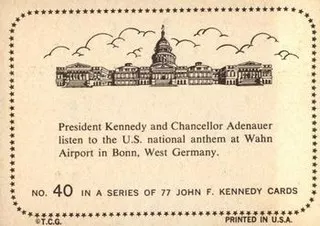 President Kennedy and Chancellor Adenauer
listen to the U.S. national anthem at Wahn
Airport in Bonn, West Germany.
NO. 40 IN A SERIES OF 77 JOHN F. KENNEDY CARDS
©T.C.G. PRINTED IN U.S.A.